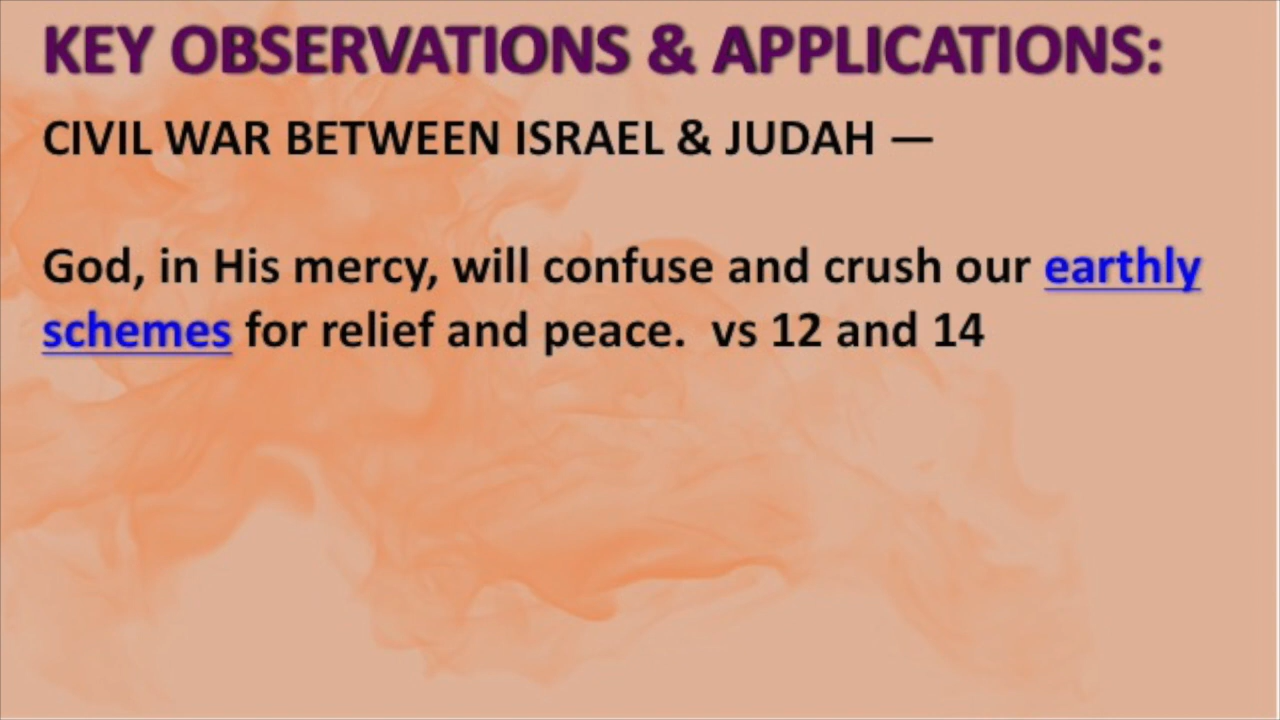 KEY OBSERVATIONS & APPLICATIONS:
CIVIL WAR BETWEEN ISRAEL & JUDAH —
God, in His mercy, will confuse and crush our earthly
schemes for relief and peace.  vs 12 and 14